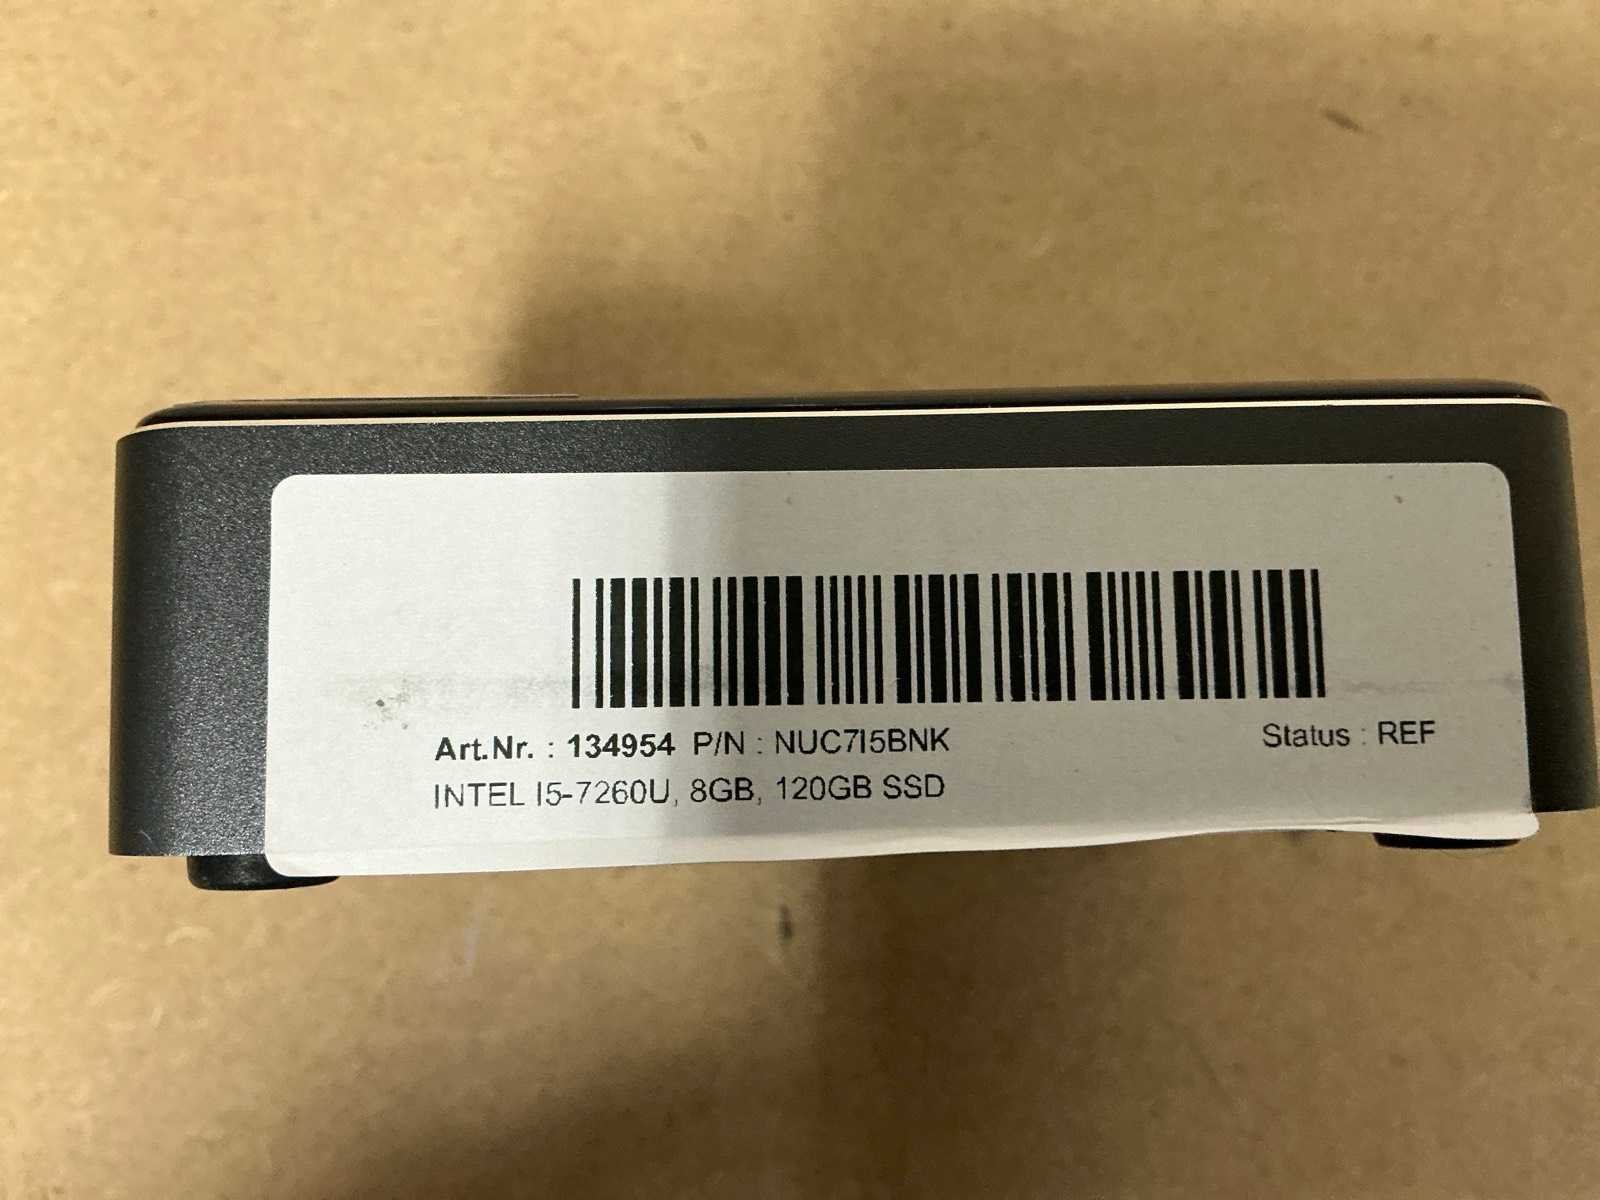 Art.Nr. : 134954 P/N : NUC7I5BNK Status : REF
INTEL I5-7260U, 8GB, 120GB SSD